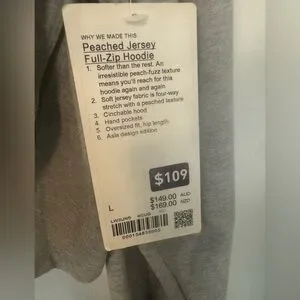 WHY WE MADE THIS
Peached Jersey
Full-Zip Hoodie
1. Softer than the rest. An
irresistible peach-fuzz texture
means you'll reach for this
hoodie again and again
2. Soft jersey fabric is four-way
stretch with a peached texture
3. Cinchable hood
4. Hand pockets
5. Oversized fit, hip length
6. Asia design edition
$109
$149.00 AUD
$169.00 NZD
L